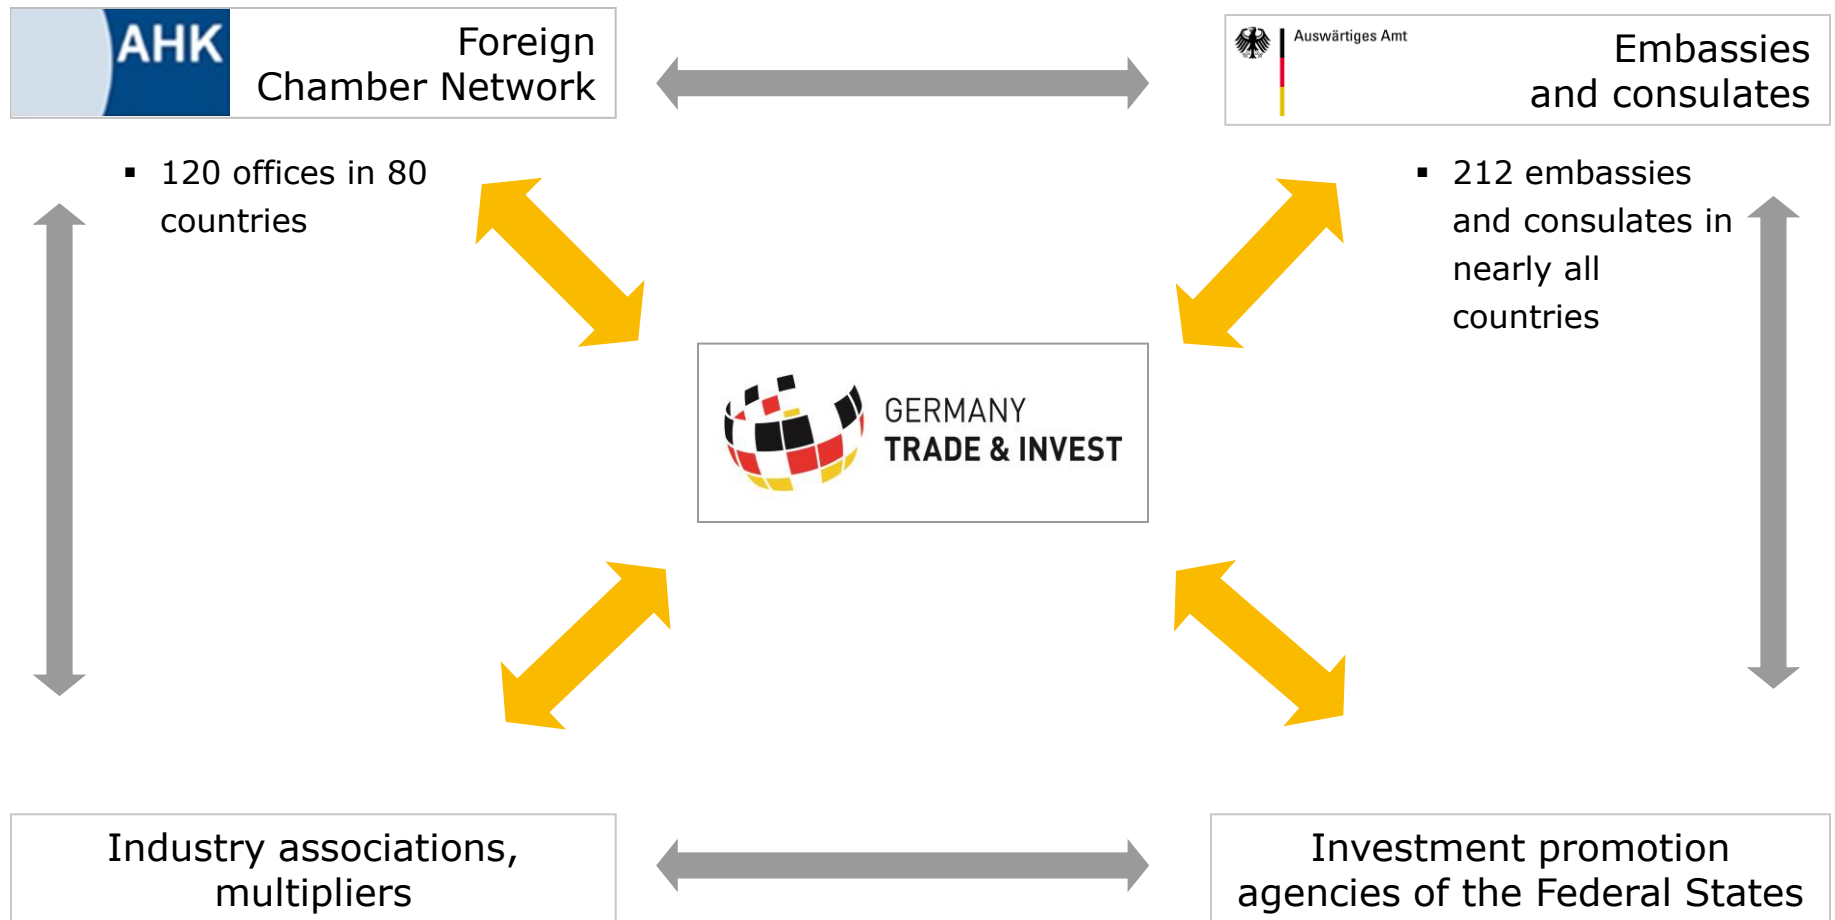 AHK
Foreign
Chamber Network
Auswärtiges Amt
Embassies
and consulates
▪ 120 offices in 80
countries
▪ 212 embassies
and consulates in
nearly all
countries
GERMANY
TRADE & INVEST
Industry associations,
multipliers
Investment promotion
agencies of the Federal States